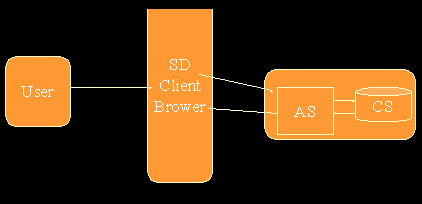 User
SD
Client
Brower
AS
CS